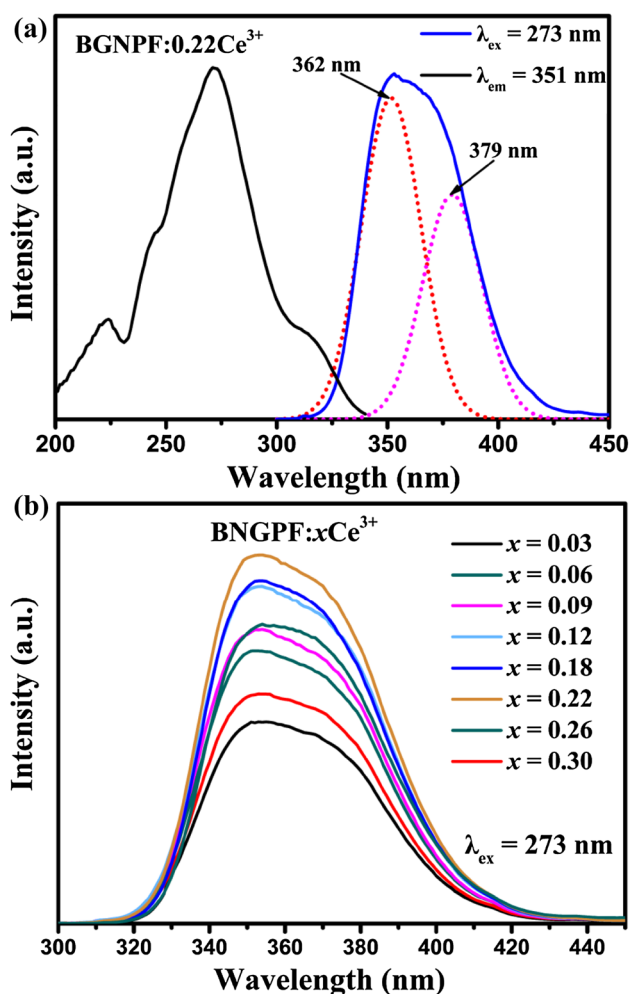 (a)
BGNPF:0.22Ce³⁺
λex = 273 nm
λem = 351 nm
362 nm
379 nm
Intensity (a.u.)
200 250 300 350 400 450
Wavelength (nm)
(b)
BNGPF:xCe³⁺
x = 0.03
x = 0.06
x = 0.09
x = 0.12
x = 0.18
x = 0.22
x = 0.26
x = 0.30
λex = 273 nm
Intensity (a.u.)
300 320 340 360 380 400 420 440
Wavelength (nm)